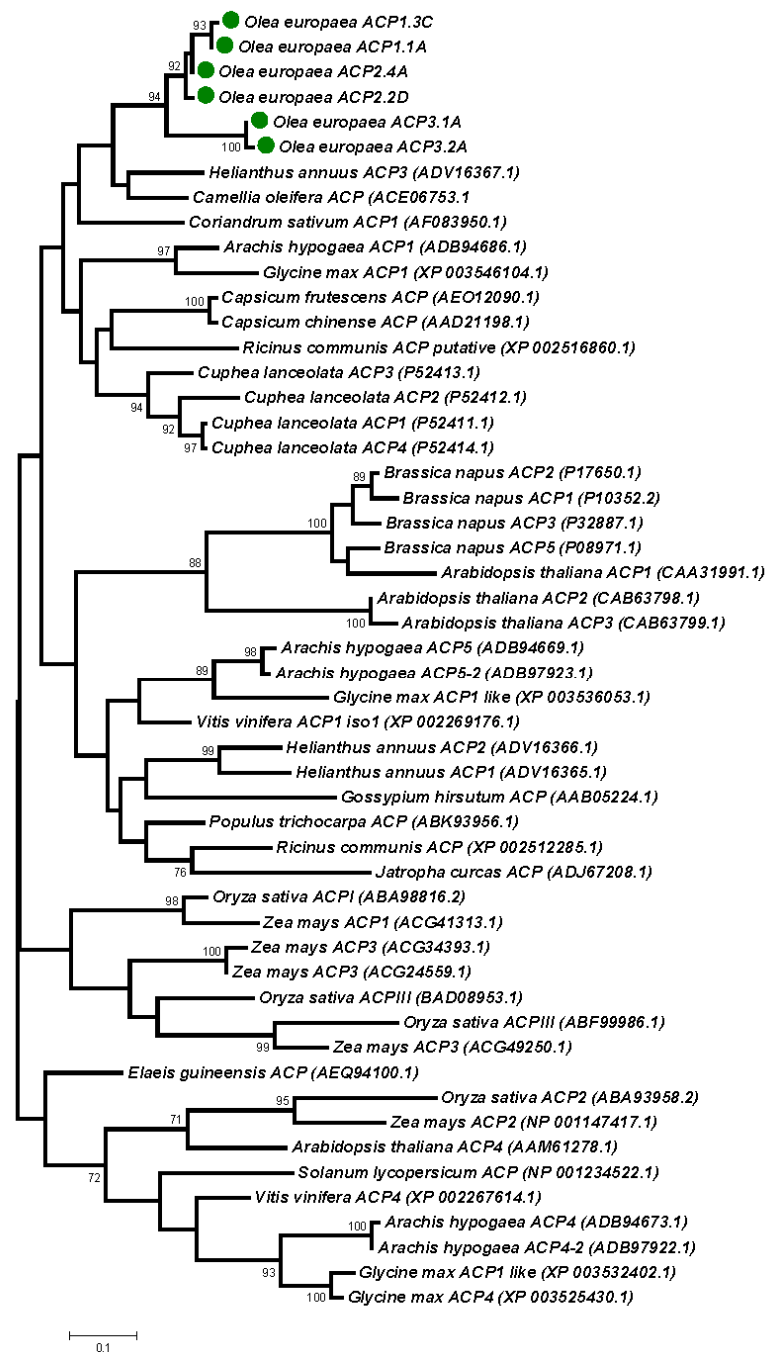 93
Olea europaea ACP1.3C
Olea europaea ACP1.1A
92
Olea europaea ACP2.4A
94
Olea europaea ACP2.2D
Olea europaea ACP3.1A
100
Olea europaea ACP3.2A
Helianthus annuus ACP3 (ADV16367.1)
Camellia oleifera ACP (ACE06753.1
Coriandrum sativum ACP1 (AF083950.1)
97
Arachis hypogaea ACP1 (ADB94686.1)
Glycine max ACP1 (XP 003546104.1)
100
Capsicum frutescens ACP (AEO12090.1)
Capsicum chinense ACP (AAD21198.1)
Ricinus communis ACP putative (XP 002516860.1)
Cuphea lanceolata ACP3 (P52413.1)
94
Cuphea lanceolata ACP2 (P52412.1)
92
Cuphea lanceolata ACP1 (P52411.1)
97
Cuphea lanceolata ACP4 (P52414.1)
89
Brassica napus ACP2 (P17650.1)
Brassica napus ACP1 (P10352.2)
100
Brassica napus ACP3 (P32887.1)
Brassica napus ACP5 (P08971.1)
88
Arabidopsis thaliana ACP1 (CAA31991.1)
Arabidopsis thaliana ACP2 (CAB63798.1)
100
Arabidopsis thaliana ACP3 (CAB63799.1)
98
Arachis hypogaea ACP5 (ADB94669.1)
89
Arachis hypogaea ACP5-2 (ADB97923.1)
Glycine max ACP1 like (XP 003536053.1)
Vitis vinifera ACP1 iso1 (XP 002269176.1)
99
Helianthus annuus ACP2 (ADV16366.1)
Helianthus annuus ACP1 (ADV16365.1)
Gossypium hirsutum ACP (AAB05224.1)
Populus trichocarpa ACP (ABK93956.1)
Ricinus communis ACP (XP 002512285.1)
76
Jatropha curcas ACP (ADJ67208.1)
98
Oryza sativa ACPI (ABA98816.2)
Zea mays ACP1 (ACG41313.1)
100
Zea mays ACP3 (ACG34393.1)
Zea mays ACP3 (ACG24559.1)
Oryza sativa ACPIII (BAD08953.1)
Oryza sativa ACPIII (ABF99986.1)
99
Zea mays ACP3 (ACG49250.1)
Elaeis guineensis ACP (AEQ94100.1)
95
Oryza sativa ACP2 (ABA93958.2)
71
Zea mays ACP2 (NP 001147417.1)
Arabidopsis thaliana ACP4 (AAM61278.1)
72
Solanum lycopersicum ACP (NP 001234522.1)
Vitis vinifera ACP4 (XP 002267614.1)
100
Arachis hypogaea ACP4 (ADB94673.1)
Arachis hypogaea ACP4-2 (ADB97922.1)
93
Glycine max ACP1 like (XP 003532402.1)
100
Glycine max ACP4 (XP 003525430.1)
0.1